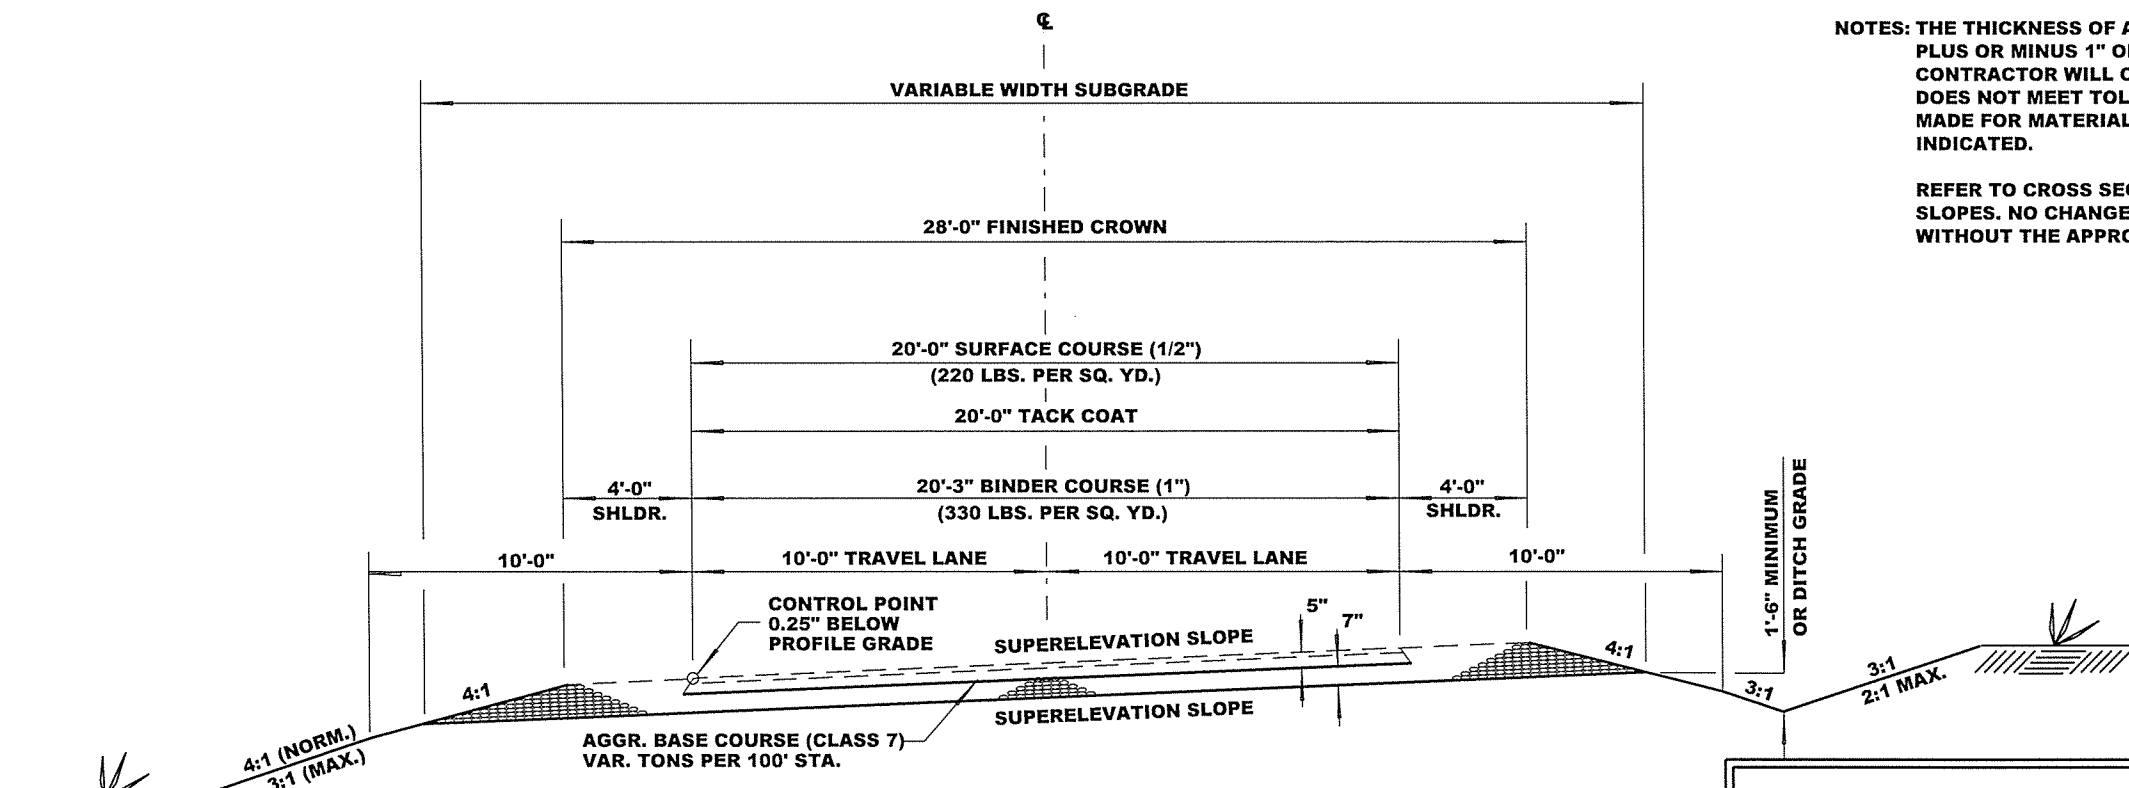 ℄
NOTES: THE THICKNESS OF
PLUS OR MINUS 1"
CONTRACTOR WILL
DOES NOT MEET
MADE FOR MATERIAL
INDICATED.
REFER TO CROSS
SLOPES. NO
WITHOUT THE
VARIABLE WIDTH SUBGRADE
28'-0" FINISHED CROWN
20'-0" SURFACE COURSE (1/2")
(220 LBS. PER SQ. YD.)
20'-0" TACK COAT
4'-0"
SHLDR.
20'-3" BINDER COURSE (1")
(330 LBS. PER SQ. YD.)
4'-0"
SHLDR.
10'-0"
10'-0" TRAVEL LANE
10'-0" TRAVEL LANE
10'-0"
1'-6" MINIMUM
OR DITCH GRADE
CONTROL POINT
0.25" BELOW
PROFILE GRADE
SUPERELEVATION SLOPE
5"
7"
4:1
4:1
3:1
3:1
2:1 MAX.
SUPERELEVATION SLOPE
AGGR. BASE COURSE (CLASS 7)
VAR. TONS PER 100' STA.
4:1 (NORM.)
3:1 (MAX.)